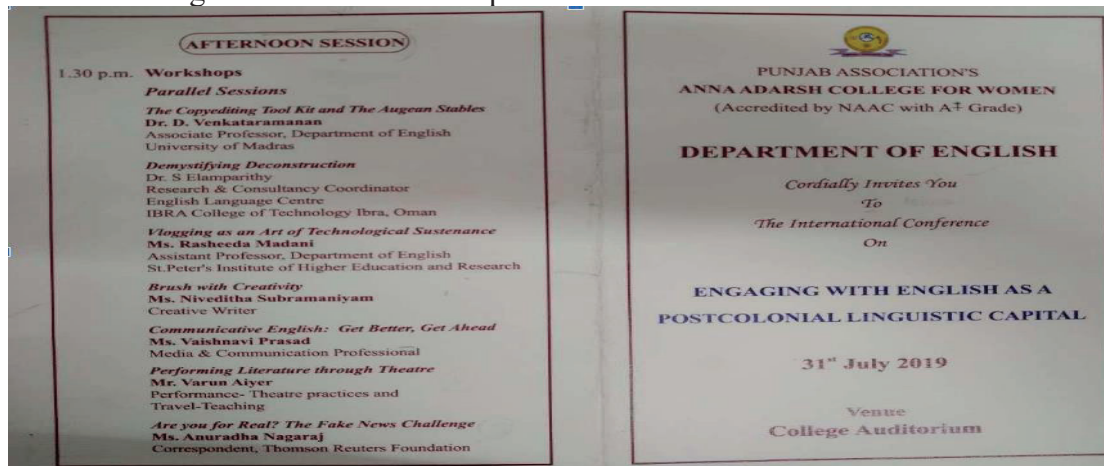 AFTERNOON SESSION
1.30 p.m. Workshops
Parallel Sessions
The Copyediting Tool Kit and The Augean Stables
Dr. D. Venkataramanan
Associate Professor, Department of English
University of Madras
Demystifying Deconstruction
Dr. S Elamparithy
Research & Consultancy Coordinator
English Language Centre
IBRA College of Technology Ibra, Oman
Vlogging as an Art of Technological Sustenance
Ms. Rasheeda Madani
Assistant Professor, Department of English
St.Peter's Institute of Higher Education and Research
Brush with Creativity
Ms. Niveditha Subramaniyam
Creative Writer
Communicative English: Get Better, Get Ahead
Ms. Vaishnavi Prasad
Media & Communication Professional
Performing Literature through Theatre
Mr. Varun Aiyer
Performance- Theatre practices and
Travel-Teaching
Are you for Real? The Fake News Challenge
Ms. Anuradha Nagaraj
Correspondent, Thomson Reuters Foundation
PUNJAB ASSOCIATION'S
ANNA ADARSH COLLEGE FOR WOMEN
(Accredited by NAAC with A+ Grade)
DEPARTMENT OF ENGLISH
Cordially Invites You
To
The International Conference
On
ENGAGING WITH ENGLISH AS A
POSTCOLONIAL LINGUISTIC CAPITAL
31st July 2019
Venue
College Auditorium